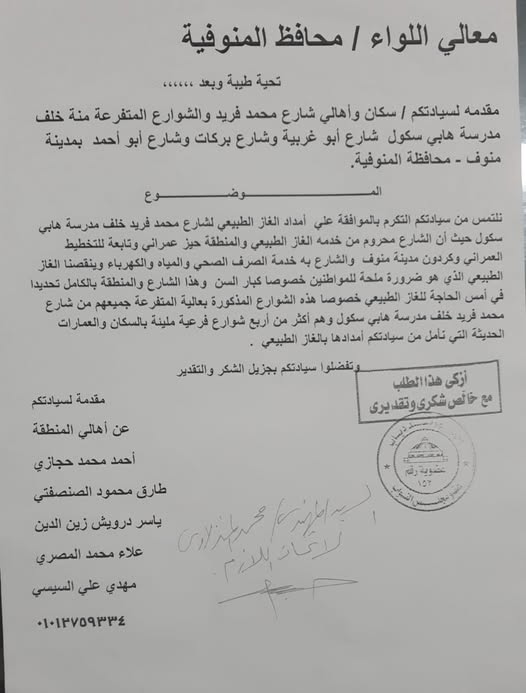 معالي اللواء / محافظ المنوفية
تحية طيبة وبعد ،،،،،،
مقدمه لسيادتكم / سكان وأهالي شارع محمد فريد والشوارع المتفرعة منة خلف
مدرسة هابي سكول شارع أبو غربية وشارع بركات وشارع أبو أحمد بمدينة
منوف - محافظة المنوفية.
الموضوع
نلتمس من سيادتكم التكرم بالموافقة علي أمداد الغاز الطبيعي لشارع محمد فريد خلف مدرسة هابي
سكول حيث أن الشارع محروم من خدمه الغاز الطبيعي والمنطقة حيز عمراني وتابعة للتخطيط
العمراني وكردون مدينة منوف والشارع به خدمة الصرف الصحي والمياه والكهرباء وينقصنا الغاز
الطبيعي الذي هو ضرورة ملحة للمواطنين خصوصا كبار السن وهذا الشارع والمنطقة بالكامل تحديدا
في أمس الحاجة للغاز الطبيعي خصوصا هذه الشوارع المذكورة بعالية المتفرعة جميعهم من شارع
محمد فريد خلف مدرسة هابي سكول وهم أكثر من أربع شوارع فرعية مليئة بالسكان والعمارات
الحديثة التي نأمل من سيادتكم أمدادها بالغاز الطبيعي .
وتفضلوا سيادتكم بجزيل الشكر والتقدير
أزكى هذا الطلب
مع خالص شكرى وتقديرى
عضوية رقم
١٥٢
عضو مجلس النواب
مقدمة لسيادتكم
عن أهالي المنطقة
أحمد محمد حجازي
طارق محمود الصنصفتي
ياسر درويش زين الدين
علاء محمد المصري
مهدي علي السيسي
٠١٠١٢٧٥٩٣٣٤
السيد المهندس / محمد
لاتخاذ اللازم